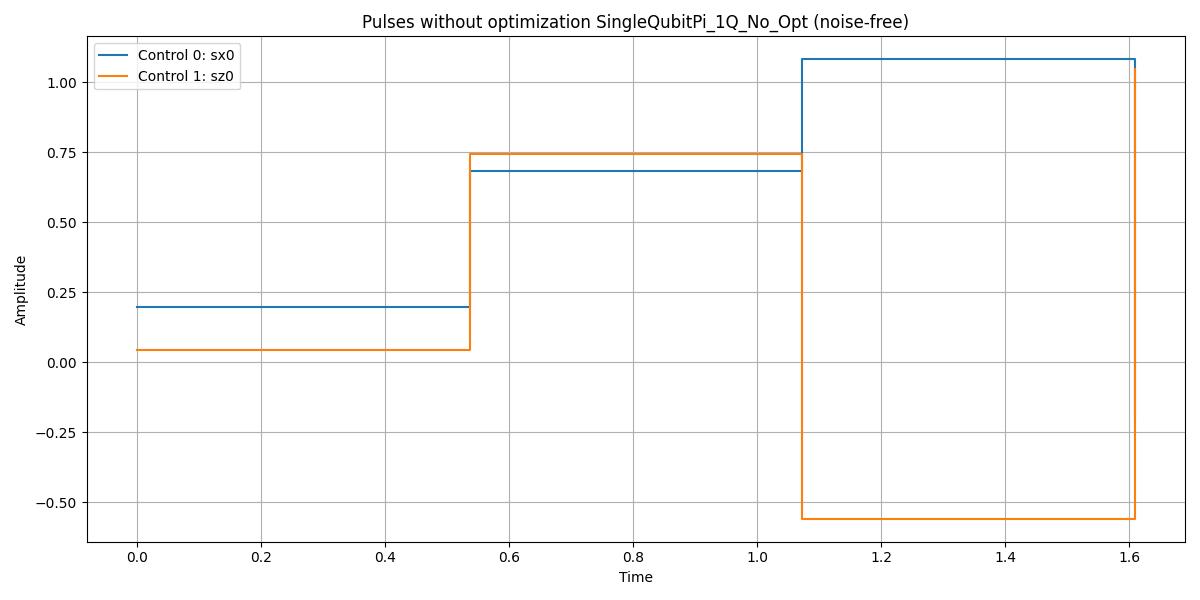 Pulses without optimization SingleQubitPi_1Q_No_Opt (noise-free)
Control 0: sx0
Control 1: sz0
Amplitude
1.00
0.75
0.50
0.25
0.00
−0.25
−0.50
0.0 0.2 0.4 0.6 0.8 1.0 1.2 1.4 1.6
Time